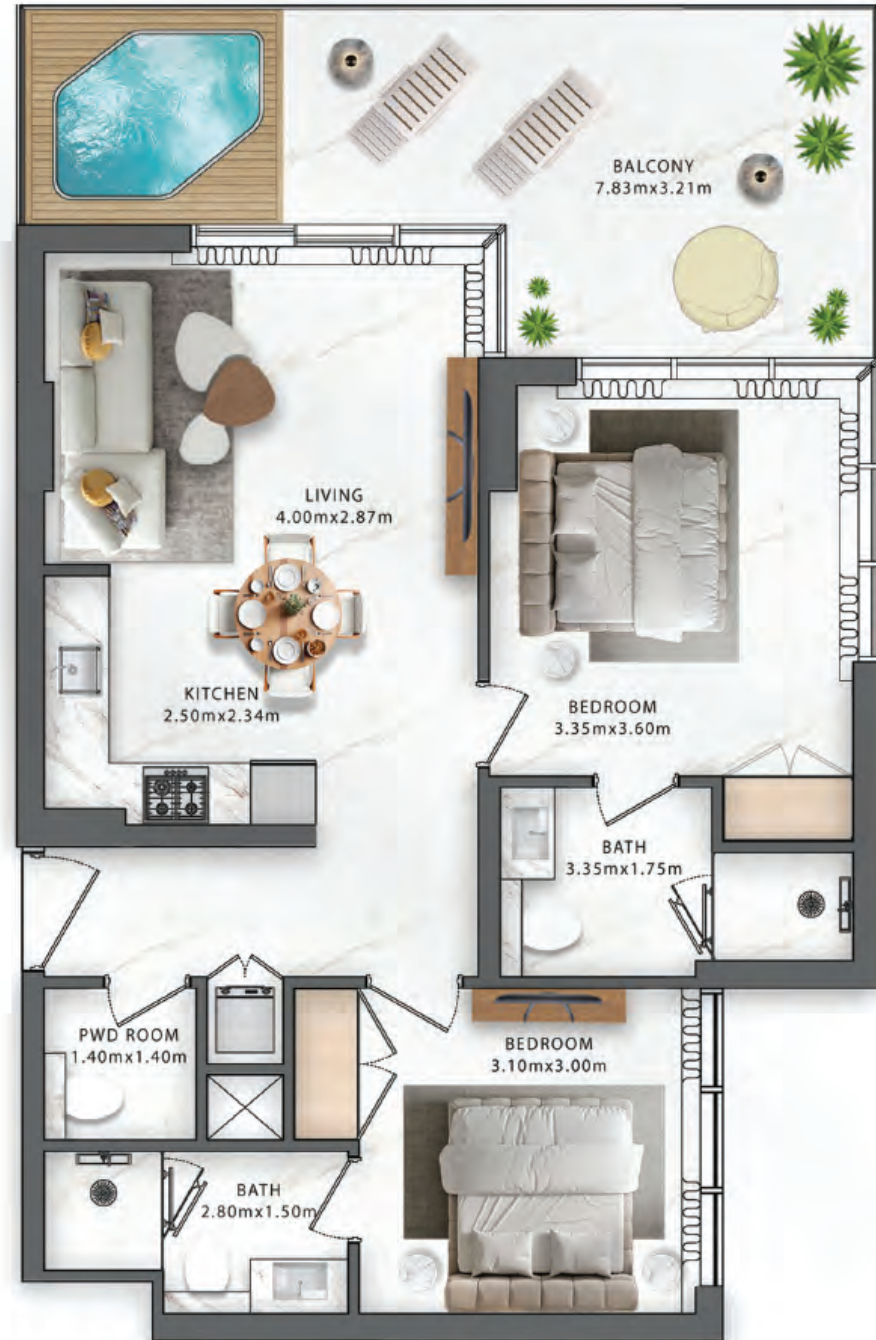 BALCONY
7.83mx3.21m
LIVING
4.00mx2.87m
KITCHEN
2.50mx2.34m
BEDROOM
3.35mx3.60m
BATH
3.35mx1.75m
PWD ROOM
1.40mx1.40m
BEDROOM
3.10mx3.00m
BATH
2.80mx1.50m